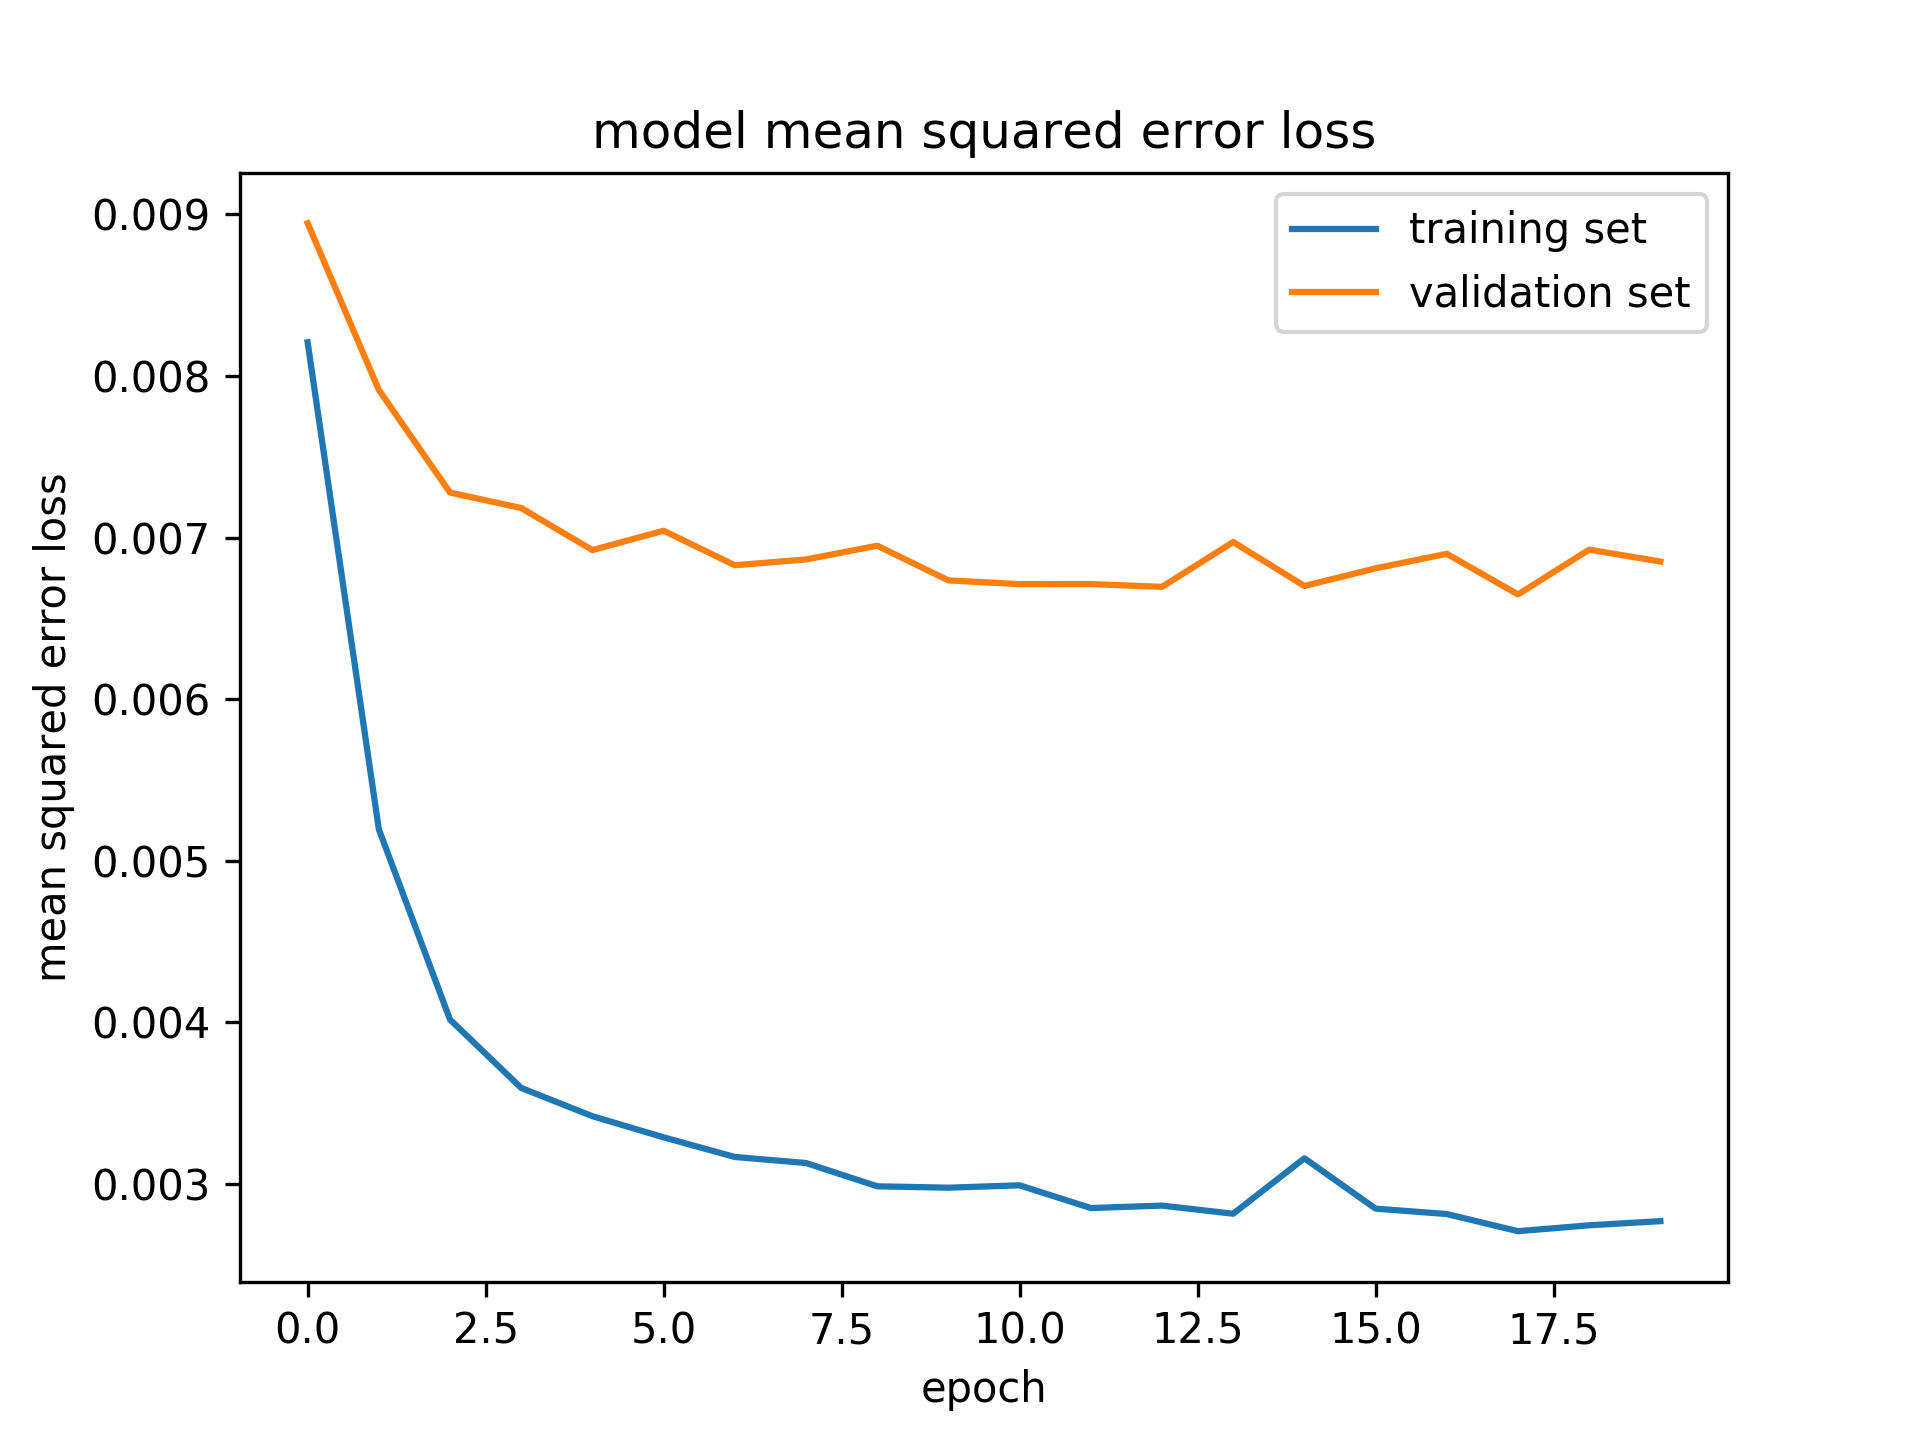 model mean squared error loss
training set
validation set
mean squared error loss
0.009
0.008
0.007
0.006
0.005
0.004
0.003
0.0 2.5 5.0 7.5 10.0 12.5 15.0 17.5
epoch